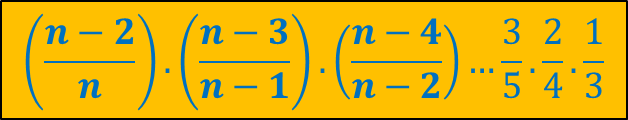 (n − 2 / n) . (n − 3 / n − 1) . (n − 4 / n − 2) ... 3/5 . 2/4 . 1/3